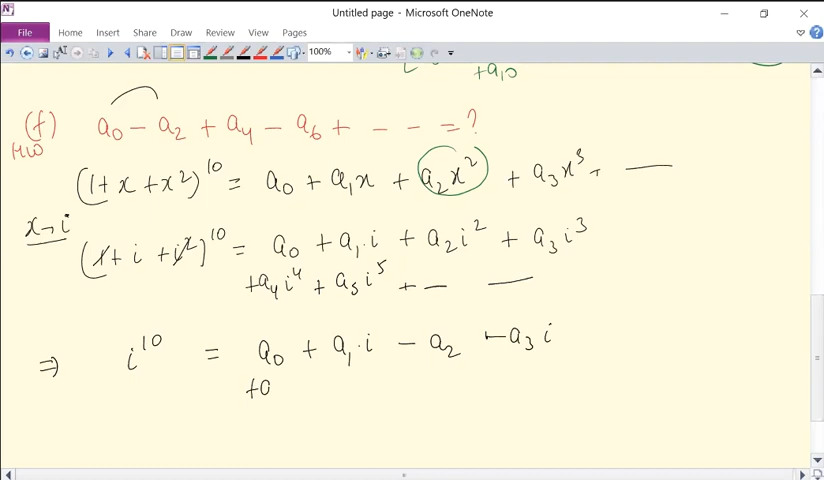 Untitled page - Microsoft OneNote
File Home Insert Share Draw Review View Pages
100%
+a10
(f) a0 - a2 + a4 - a6 + - - - = ?
HW
(1+x+x²)¹⁰ = a0 + a1x + a2x² + a3x³ + —
x→i
(1+i+i²)¹⁰ = a0 + a1.i + a2i² + a3i³
+a4i⁴ + a5i⁵ + — —
⇒ i¹⁰ = a0 + a1.i - a2 - a3i
+a